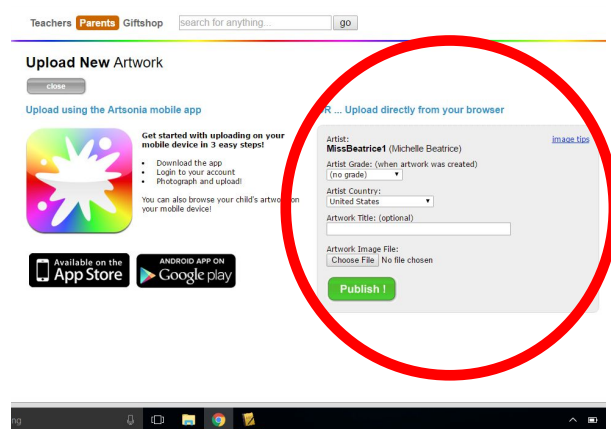 Teachers Parents Giftshop search for anything... go
Upload New Artwork
close
Upload using the Artsonia mobile app
Get started with uploading on your
mobile device in 3 easy steps!
• Download the app
• Login to your account
• Photograph and upload!
You can also browse your child's artwork on
your mobile device!
Available on the
App Store
ANDROID APP ON
Google play
R ... Upload directly from your browser
Artist:
image tips
MissBeatrice1 (Michelle Beatrice)
Artist Grade: (when artwork was created)
(no grade)
Artist Country:
United States
Artwork Title: (optional)
Artwork Image File:
Choose File No file chosen
Publish !
ng